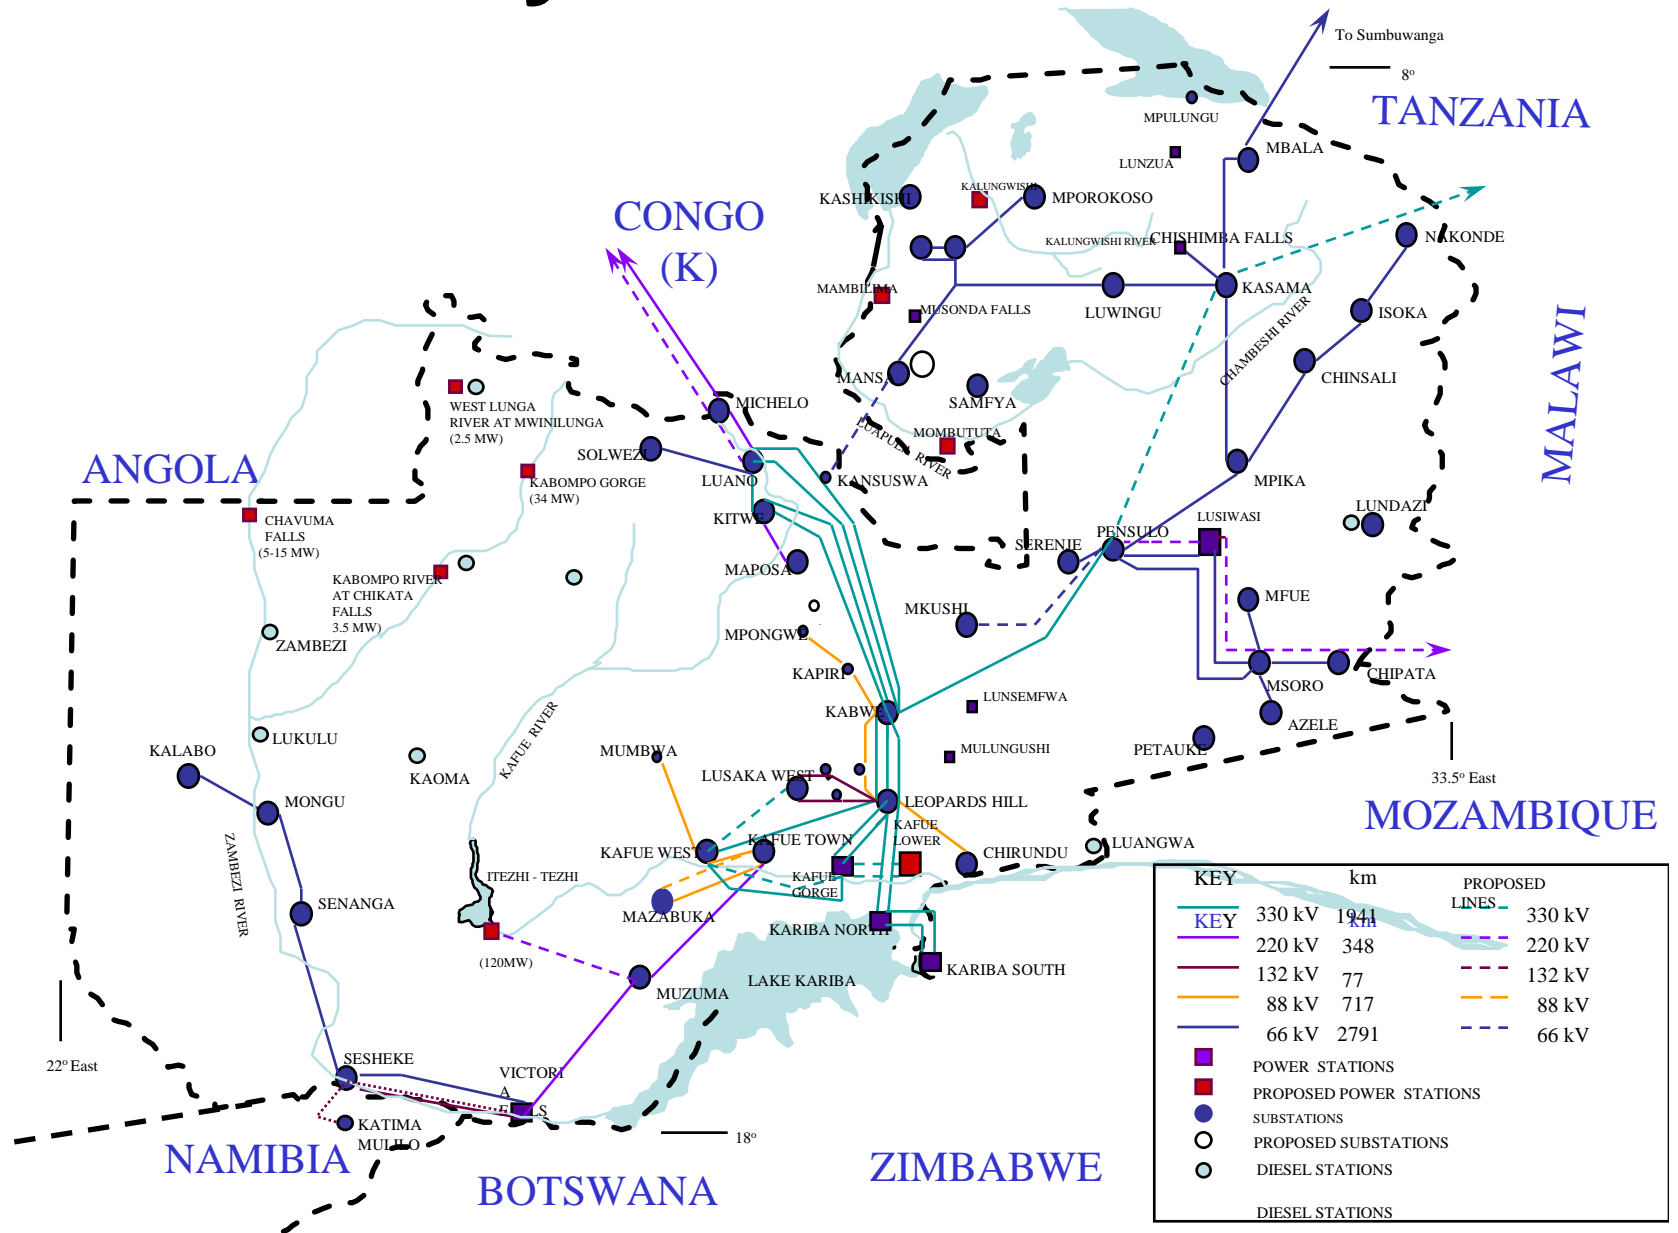 To Sumbuwanga
8º
TANZANIA
MPULUNGU
MBALA
LUNZUA
KASHIKISHI
KALUNGWISHI
MPOROKOSO
CONGO
(K)
KALUNGWISHI RIVER
CHISHIMBA FALLS
NAKONDE
MAMBILIMA
MUSONDA FALLS
LUWINGU
KASAMA
ISOKA
CHAMBESHI RIVER
MALAWI
MANSA
SAMFYA
CHINSALI
MICHELO
WEST LUNGA
RIVER AT MWINILUNGA
(2.5 MW)
LUAPULA RIVER
MOMBUTUTA
SOLWEZI
ANGOLA
LUANO
KANSUSWA
MPIKA
KABOMPO GORGE
(34 MW)
CHAVUMA
FALLS
(5-15 MW)
KITWE
LUSIWASI
LUNDAZI
SERENJE
PENSULO
MAPOSA
KABOMPO RIVER
AT CHIKATA
FALLS
3.5 MW)
MFUE
MKUSHI
MPONGWE
ZAMBEZI
KAPIRI
MSORO
CHIPATA
KABWE
LUNSEMFWA
AZELE
KAFUE RIVER
LUKULU
KALABO
KAOMA
MUMBWA
MULUNGUSHI
PETAUKE
LUSAKA WEST
33.5º East
MONGU
LEOPARDS HILL
MOZAMBIQUE
ZAMBEZI RIVER
KAFUE
LOWER
KAFUE TOWN
KAFUE WEST
CHIRUNDU
LUANGWA
ITEZHI - TEZHI
KAFUE
GORGE
SENANGA
MAZABUKA
KARIBA NORTH
(120MW)
KARIBA SOUTH
LAKE KARIBA
MUZUMA
22º East
SESHEKE
VICTORI
A
FALLS
KATIMA
MULILO
18º
NAMIBIA
BOTSWANA
ZIMBABWE
KEY km
PROPOSED
LINES
KEY km
330 kV 1941 330 kV
220 kV 348 220 kV
132 kV 77 132 kV
88 kV 717 88 kV
66 kV 2791 66 kV
POWER STATIONS
PROPOSED POWER STATIONS
SUBSTATIONS
PROPOSED SUBSTATIONS
DIESEL STATIONS
DIESEL STATIONS